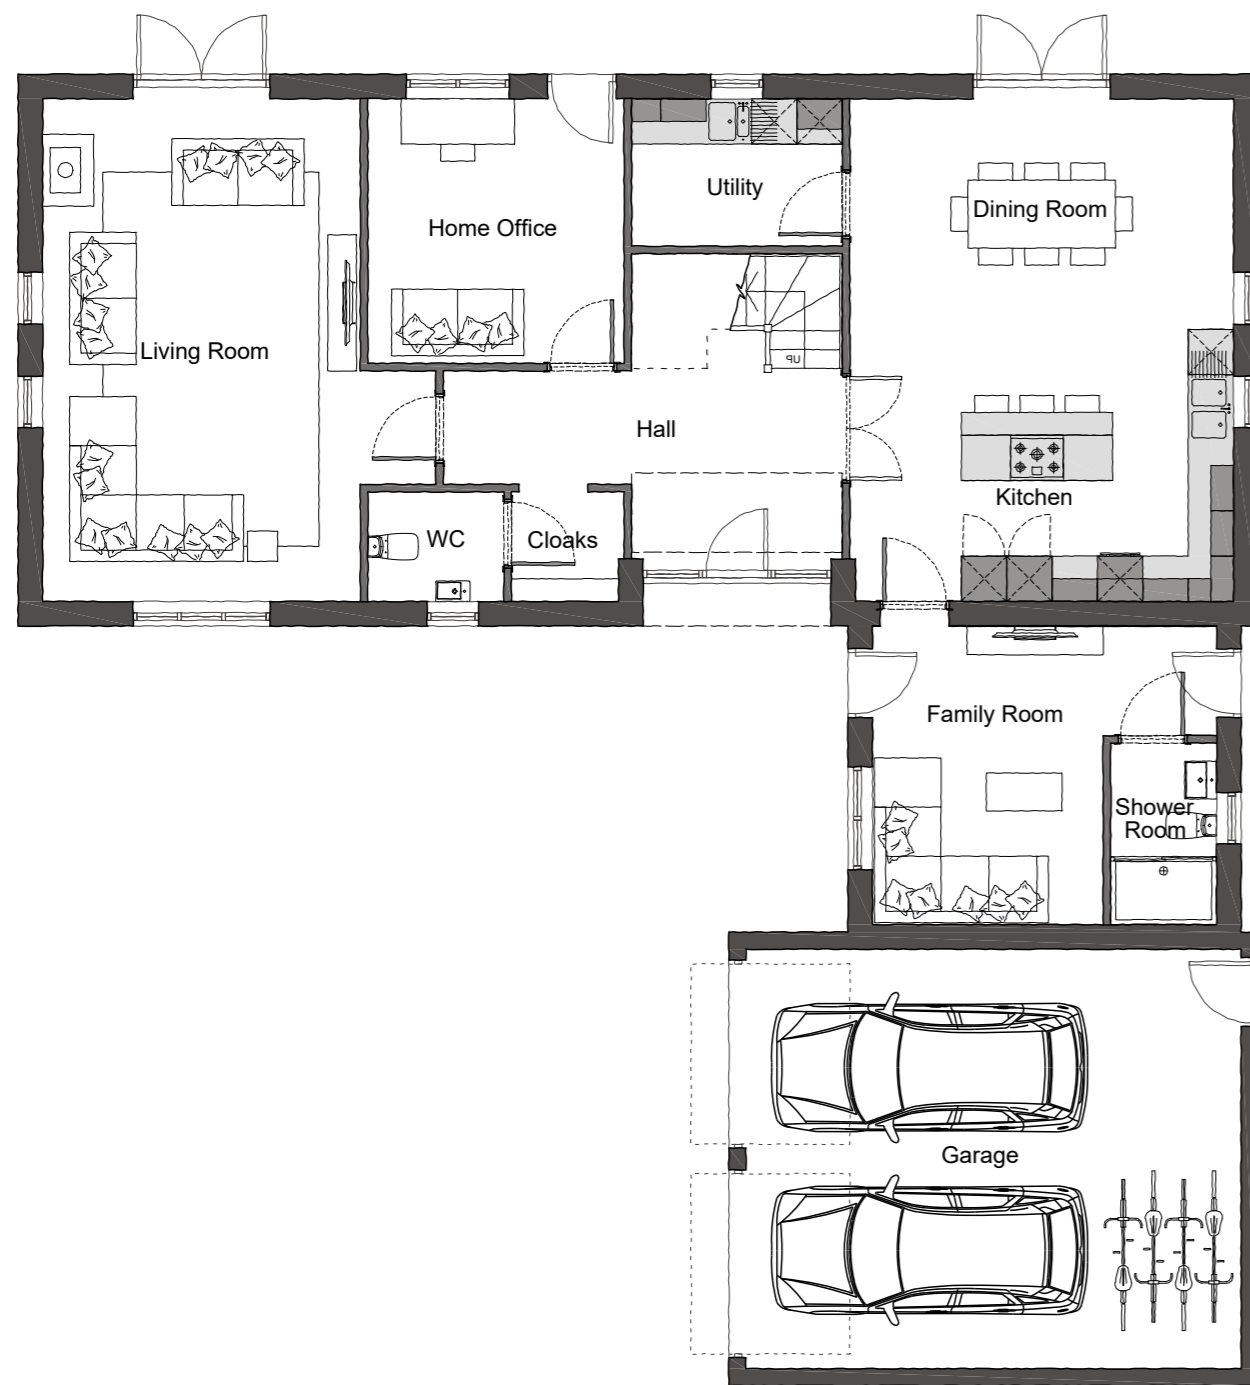 Utility
Home Office
Dining Room
UP
Living Room
Hall
Kitchen
WC
Cloaks
Family Room
Shower
Room
Garage